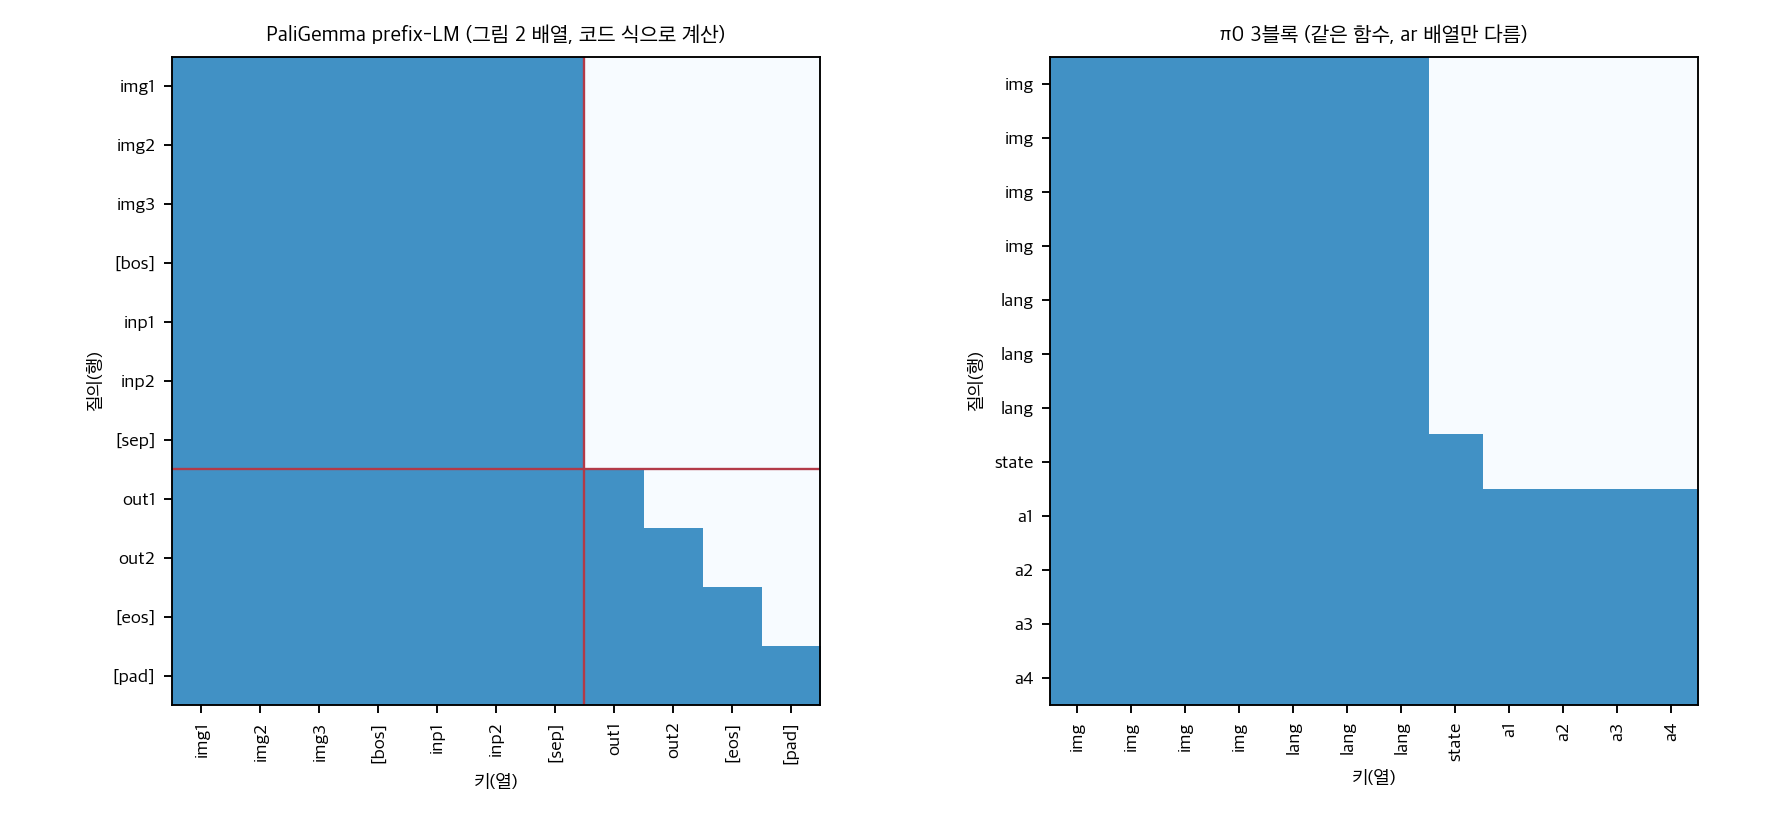 PaliGemma prefix-LM (그림 2 배열, 코드 식으로 계산)
질의(행)
img1
img2
img3
[bos]
inp1
inp2
[sep]
out1
out2
[eos]
[pad]
img1
img2
img3
[bos]
inp1
inp2
[sep]
out1
out2
[eos]
[pad]
키(열)
π0 3블록 (같은 함수, ar 배열만 다름)
질의(행)
img
img
img
img
lang
lang
lang
state
a1
a2
a3
a4
img
img
img
img
lang
lang
lang
state
a1
a2
a3
a4
키(열)